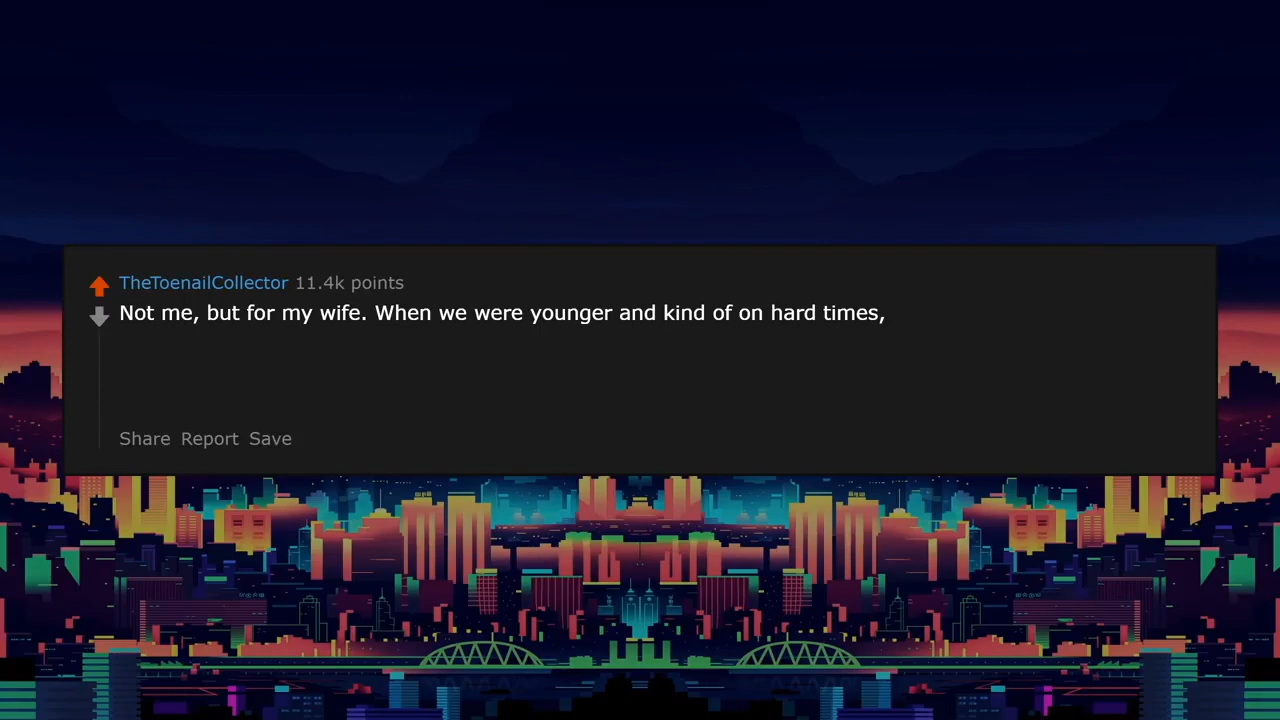 TheToenailCollector 11.4k points
Not me, but for my wife. When we were younger and kind of on hard times,
Share Report Save